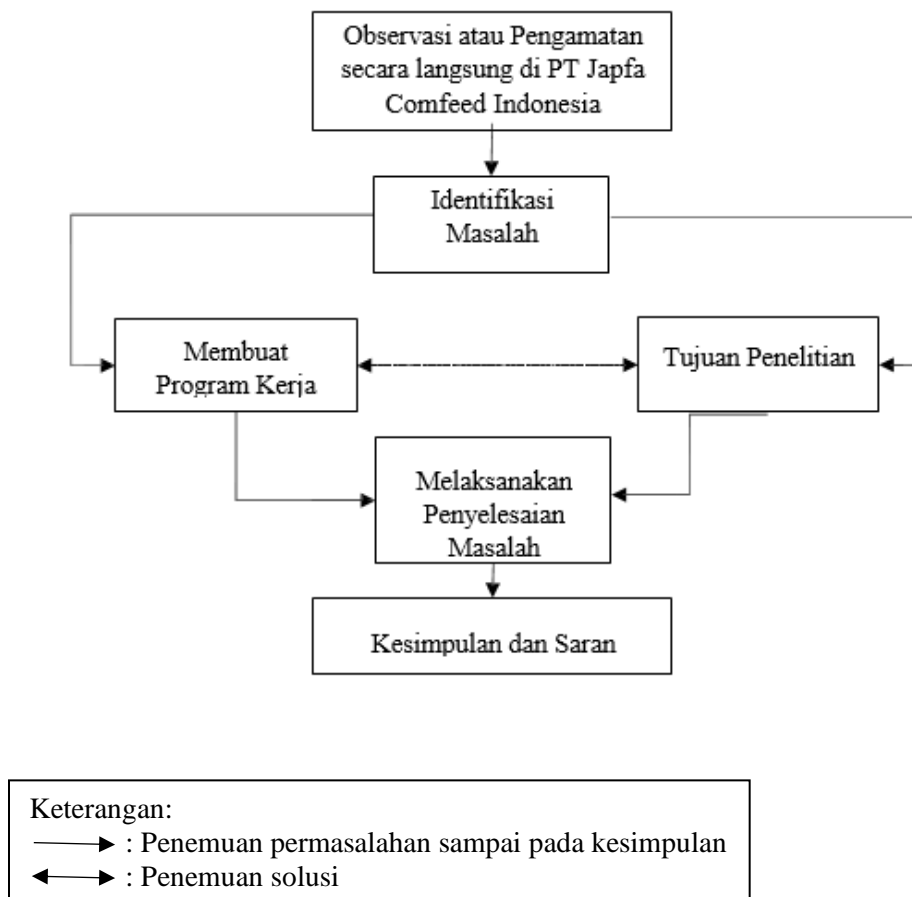 Observasi atau Pengamatan
secara langsung di PT Japfa
Comfeed Indonesia
Identifikasi
Masalah
Membuat
Program Kerja
Tujuan Penelitian
Melaksanakan
Penyelesaian
Masalah
Kesimpulan dan Saran
Keterangan:
: Penemuan permasalahan sampai pada kesimpulan
: Penemuan solusi